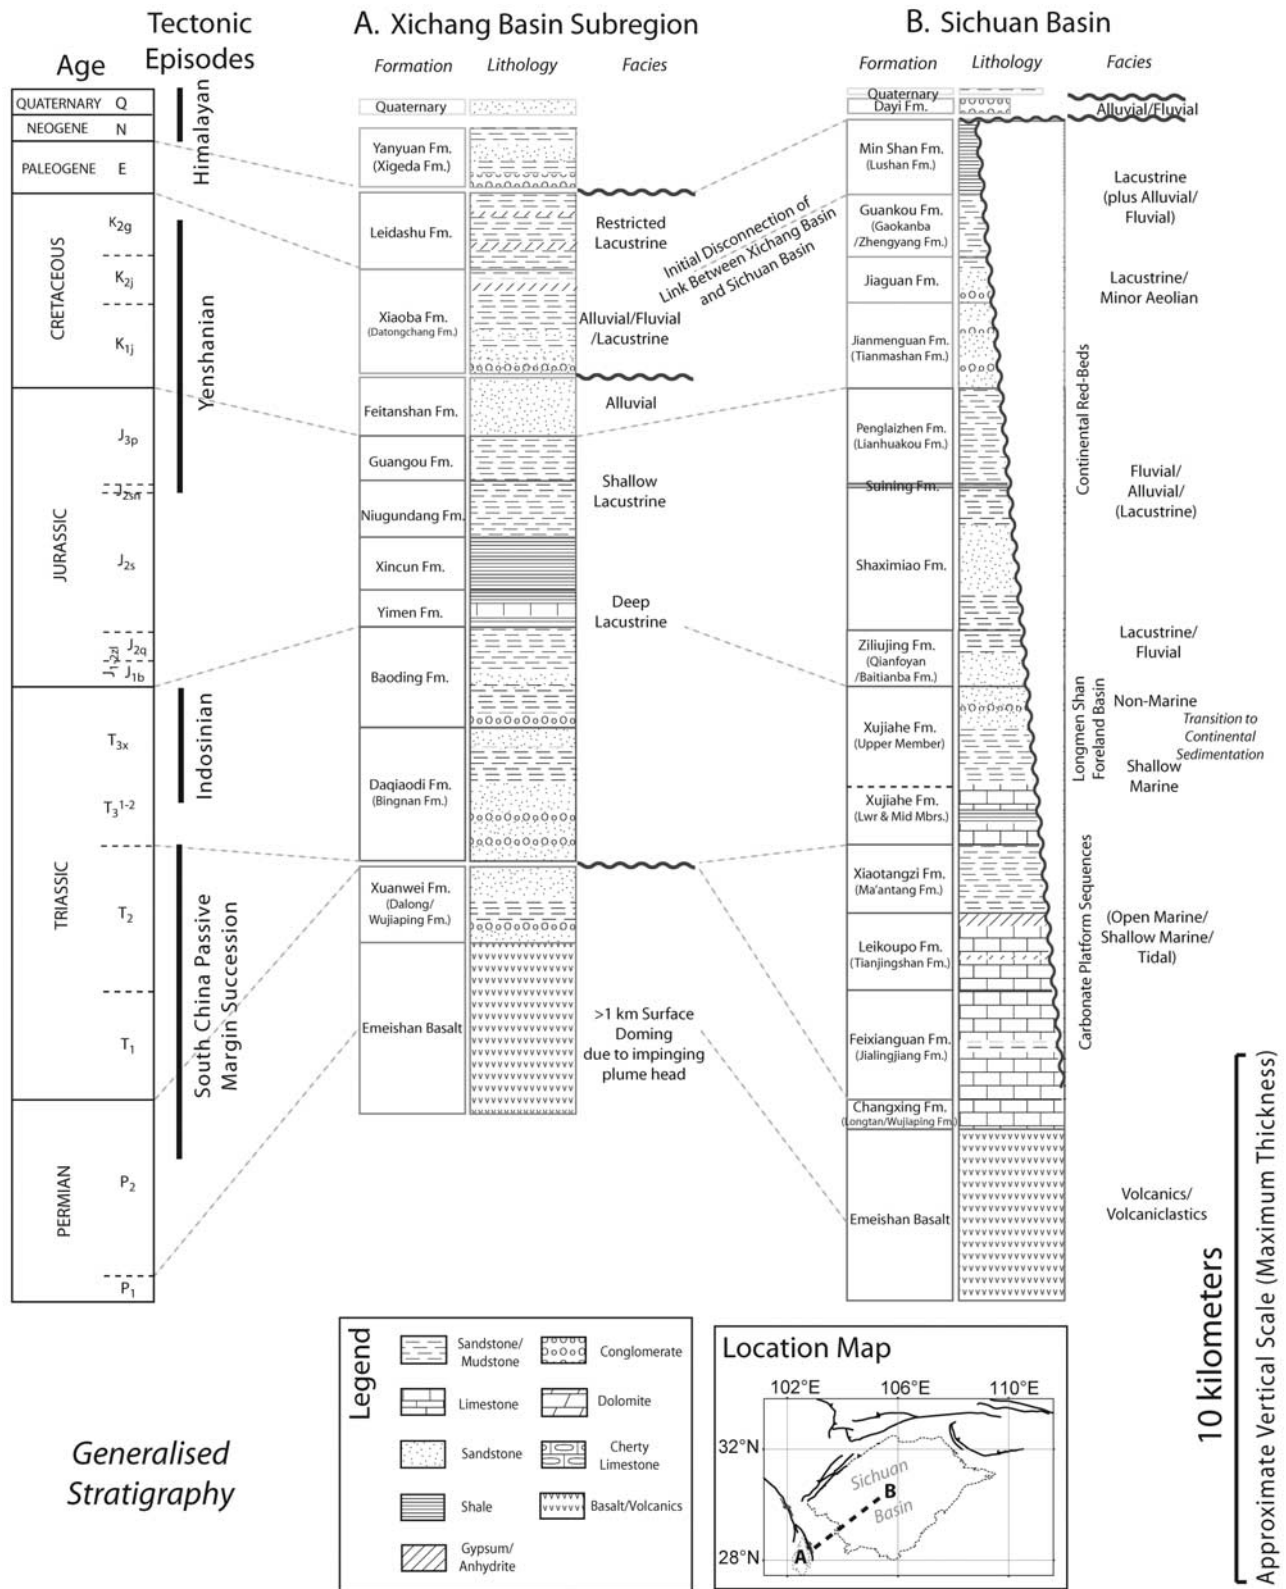 Tectonic
Episodes
Age
A. Xichang Basin Subregion
Formation
Lithology
Facies
B. Sichuan Basin
Formation
Lithology
Facies
QUATERNARY Q
NEOGENE N
PALEOGENE E
CRETACEOUS
K2g
K2j
K1j
JURASSIC
J3p
J2sn
J2s
J2q
J1-2zl
J1b
TRIASSIC
T3x
T3 1-2
T2
T1
PERMIAN
P2
P1
Himalayan
Yenshanian
Indosinian
South China Passive
Margin Succession
Quaternary
Yanyuan Fm.
(Xigeda Fm.)
Leidashu Fm.
Xiaoba Fm.
(Datongchang Fm.)
Feitanshan Fm.
Guangou Fm.
Niugundang Fm.
Xincun Fm.
Yimen Fm.
Baoding Fm.
Daqiaodi Fm.
(Bingnan Fm.)
Xuanwei Fm.
(Dalong/
Wujiaping Fm.)
Emeishan Basalt
Restricted
Lacustrine
Alluvial/Fluvial
/Lacustrine
Alluvial
Shallow
Lacustrine
Deep
Lacustrine
>1 km Surface
Doming
due to impinging
plume head
Initial Disconnection of
Link Between Xichang Basin
and Sichuan Basin
Quaternary
Dayi Fm.
Min Shan Fm.
(Lushan Fm.)
Guankou Fm.
(Gaokanba
/Zhengyang Fm.)
Jiaguan Fm.
Jianmenguan Fm.
(Tianmashan Fm.)
Penglaizhen Fm.
(Lianhuakou Fm.)
Suining Fm.
Shaximiao Fm.
Ziliujing Fm.
(Qianfoyan
/Baitianba Fm.)
Xujiahe Fm.
(Upper Member)
Xujiahe Fm.
(Lwr & Mid Mbrs.)
Xiaotangzi Fm.
(Ma'antang Fm.)
Leikoupo Fm.
(Tianjingshan Fm.)
Feixianguan Fm.
(Jialingjiang Fm.)
Changxing Fm.
(Longtan/Wujiaping Fm.)
Emeishan Basalt
Continental Red-Beds
Longmen Shan
Foreland Basin
Carbonate Platform Sequences
Alluvial/Fluvial
Lacustrine
(plus Alluvial/
Fluvial)
Lacustrine/
Minor Aeolian
Fluvial/
Alluvial/
(Lacustrine)
Lacustrine/
Fluvial
Non-Marine
Transition to
Continental
Sedimentation
Shallow
Marine
(Open Marine/
Shallow Marine/
Tidal)
Volcanics/
Volcaniclastics
10 kilometers
Approximate Vertical Scale (Maximum Thickness)
Generalised
Stratigraphy
Legend
Sandstone/
Mudstone
Limestone
Sandstone
Shale
Gypsum/
Anhydrite
Conglomerate
Dolomite
Cherty
Limestone
Basalt/Volcanics
Location Map
102°E
106°E
110°E
32°N
28°N
Sichuan
B
Basin
A